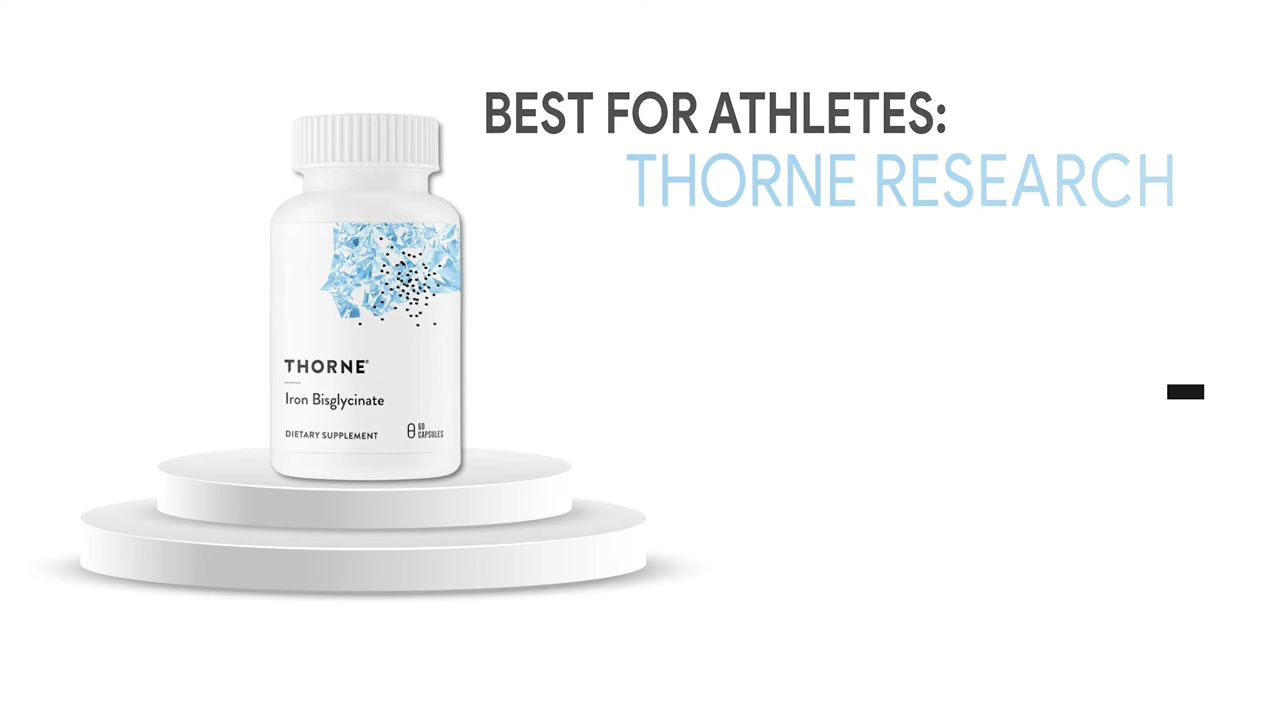 BEST FOR ATHLETES:
THORNE RESEARCH
THORNE®
Iron Bisglycinate
DIETARY SUPPLEMENT
60
CAPSULES